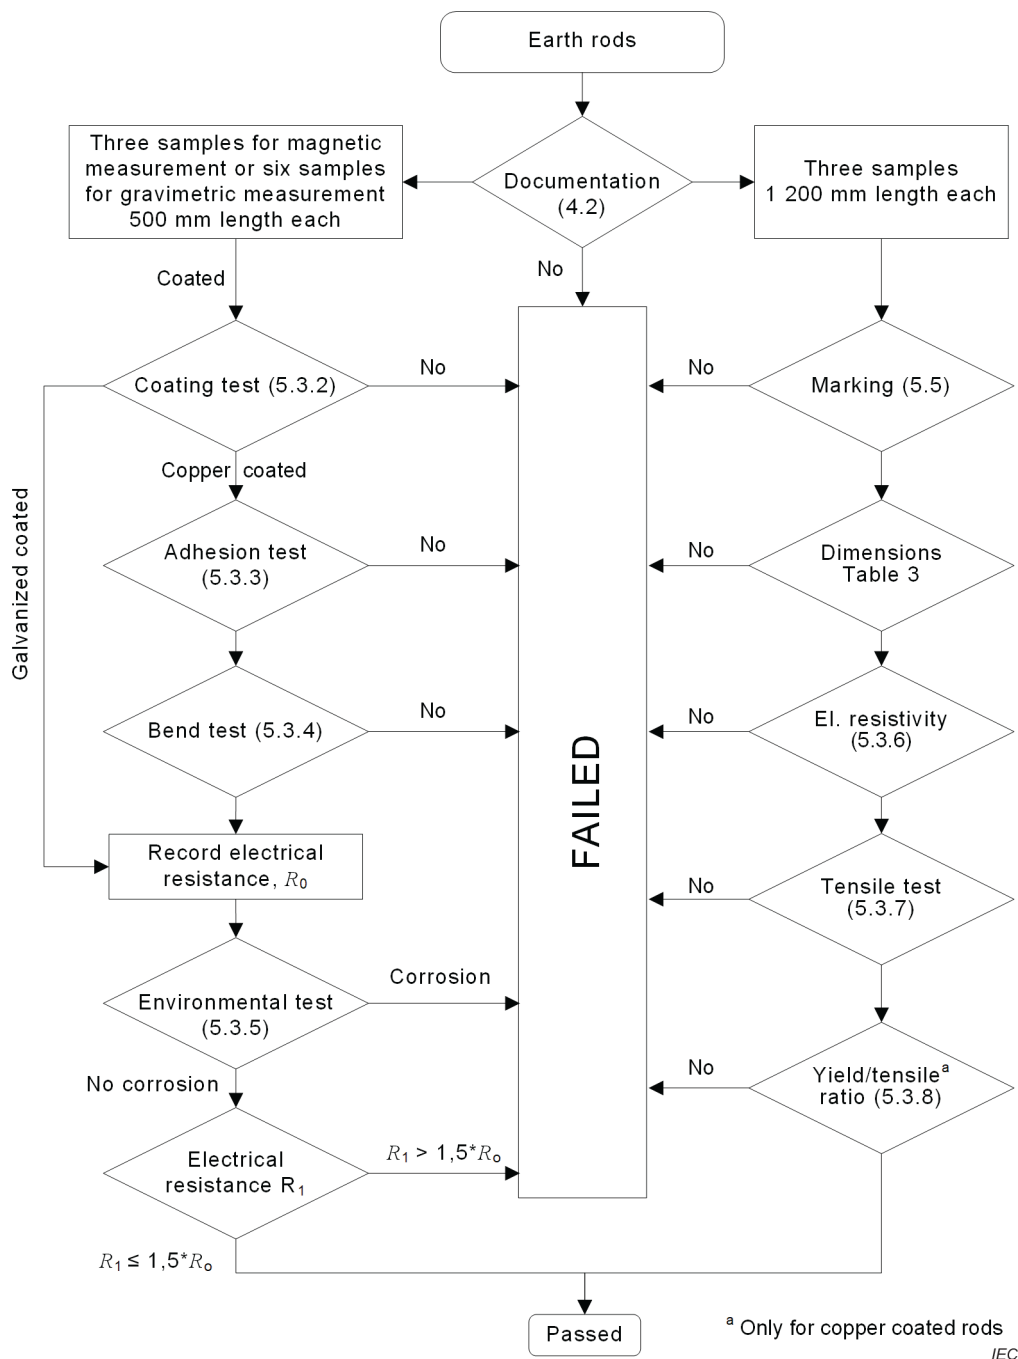 Earth rods
Three samples for magnetic
measurement or six samples
for gravimetric measurement
500 mm length each
Documentation
(4.2)
Three samples
1 200 mm length each
Coated
No
Coating test (5.3.2)
No
No
Marking (5.5)
Copper coated
Galvanized coated
Adhesion test
(5.3.3)
No
No
Dimensions
Table 3
Bend test (5.3.4)
No
FAILED
No
El. resistivity
(5.3.6)
Record electrical
resistance, R0
No
Tensile test
(5.3.7)
Environmental test
(5.3.5)
Corrosion
No corrosion
No
Yield/tensile a
ratio (5.3.8)
Electrical
resistance R1
R1 > 1,5*Ro
R1 ≤ 1,5*Ro
Passed
a Only for copper coated rods
IEC